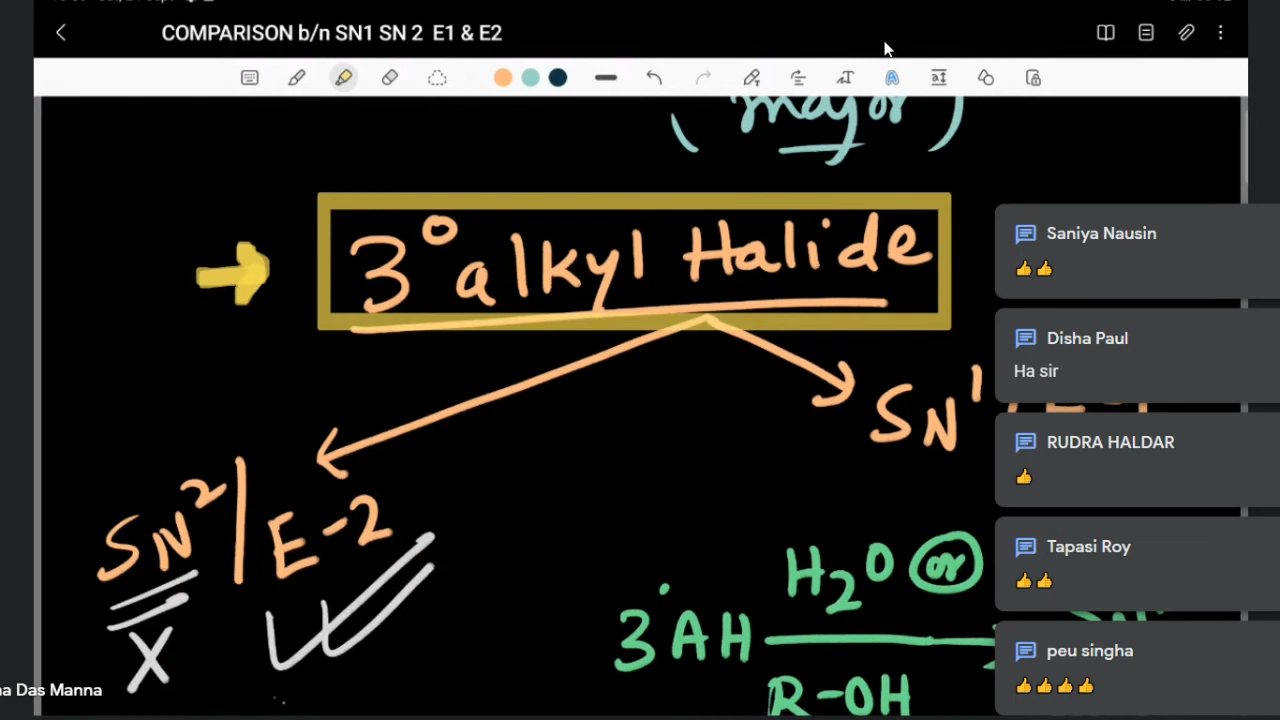 COMPARISON b/n SN1 SN 2 E1 & E2
(major)
3° alkyl Halide
SN1 /
SN2 / E-2
X
H2O or
3° AH
R-OH
Saniya Nausin
👍👍
Disha Paul
Ha sir
RUDRA HALDAR
👍
Tapasi Roy
👍👍
peu singha
👍👍👍👍
Das Manna